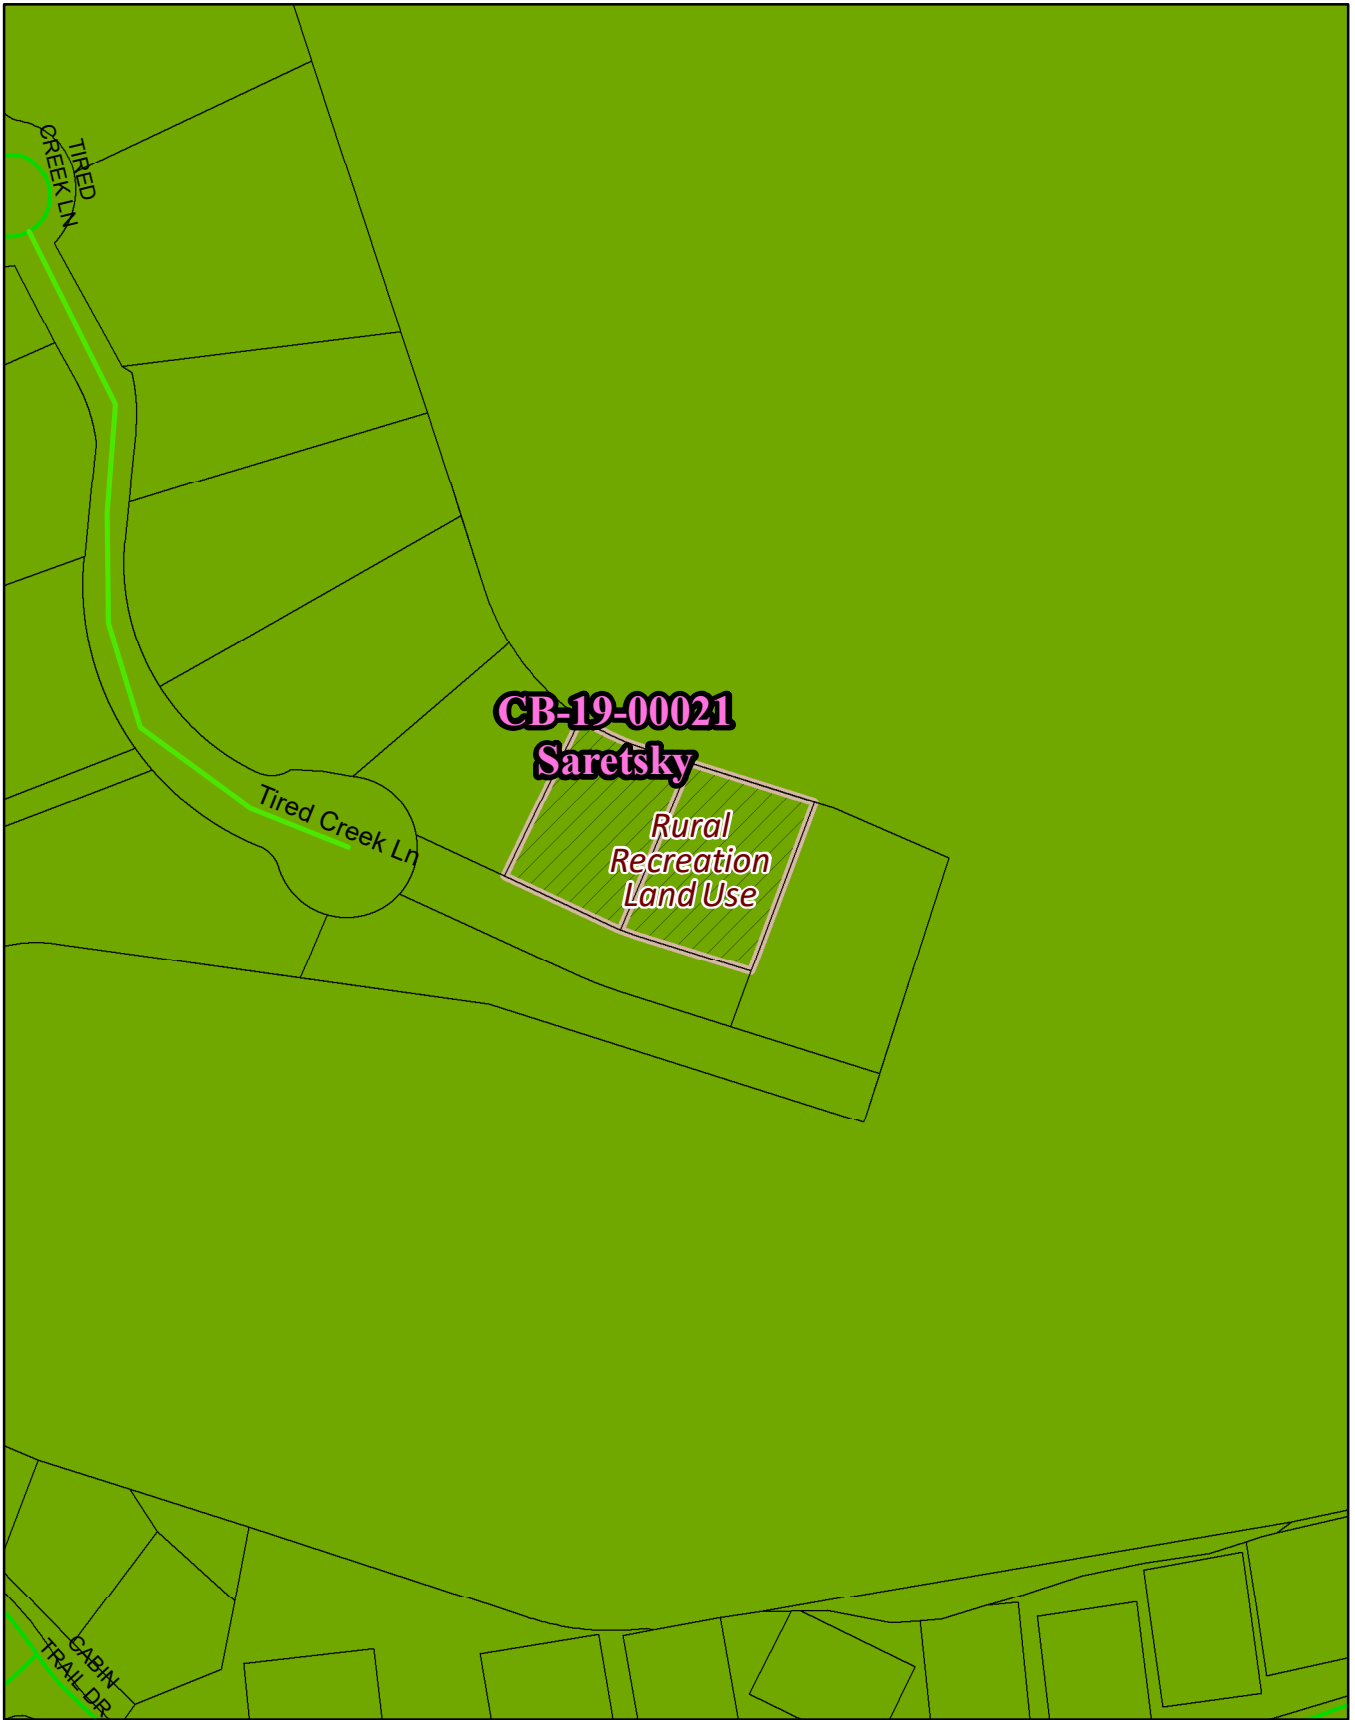 TIRED
CREEK LN
CB-19-00021
Saretsky
Tired Creek Ln
Rural
Recreation
Land Use
CABIN
TRAIL DR